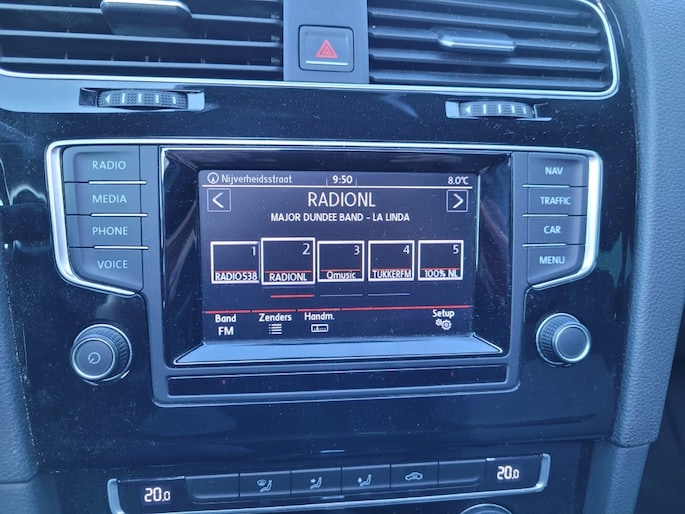 RADIO
MEDIA
PHONE
VOICE
Nijverheidsstraat 9:50 8.0°C
RADIONL
MAJOR DUNDEE BAND - LA LINDA
1 2 3 4 5
RADIO538 RADIONL Qmusic TUKKERFM 100% NL
Band Zenders Handm. Setup
FM
NAV
TRAFFIC
CAR
MENU
20.0 20.0